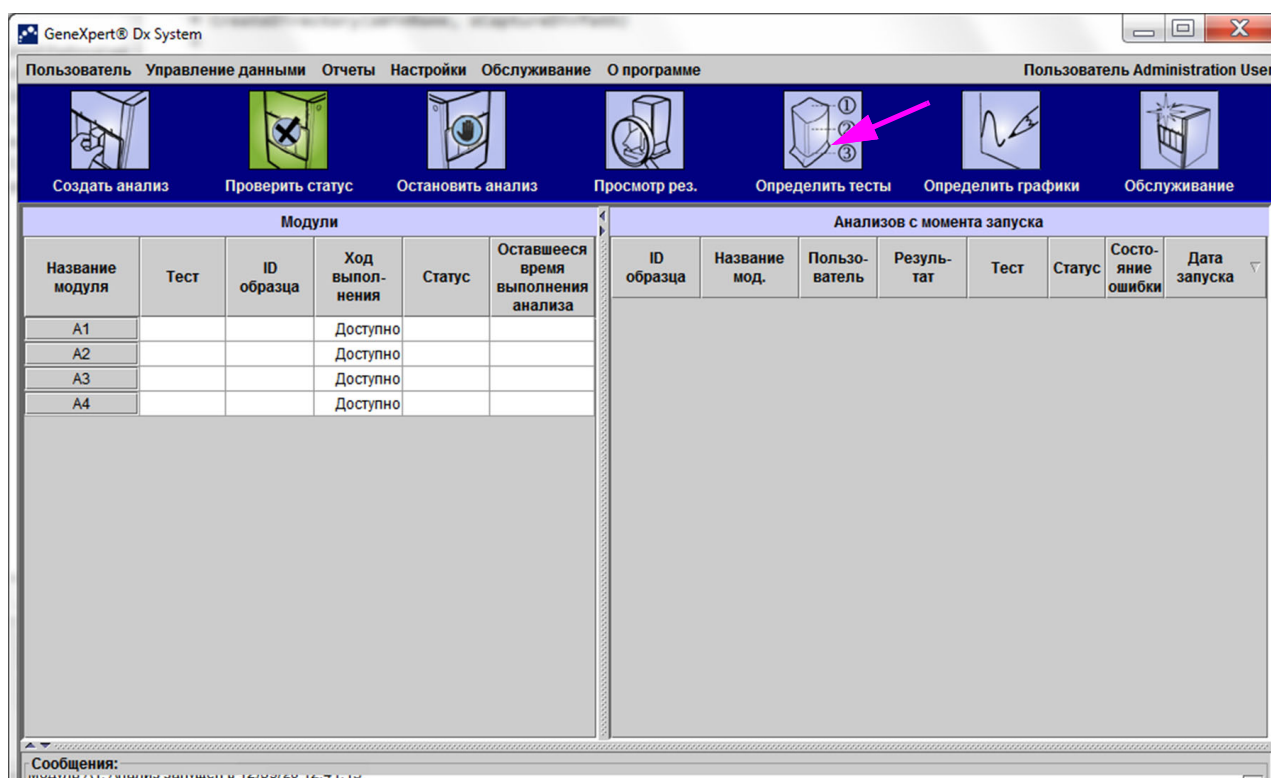 GeneXpert® Dx System
Пользователь Управление данными Отчеты Настройки Обслуживание О программе Пользователь Administration User
① ② ③
Создать анализ Проверить статус Остановить анализ Просмотр рез. Определить тесты Определить графики Обслуживание
Модули
Анализов с момента запуска
Название модуля
Тест
ID образца
Ход выпол-
нения
Статус
Оставшееся
время
выполнения
анализа
ID образца
Название мод.
Пользо-
ватель
Резуль-
тат
Тест
Статус
Состо-
яние
ошибки
Дата запуска
A1 Доступно
A2 Доступно
A3 Доступно
A4 Доступно
Сообщения: